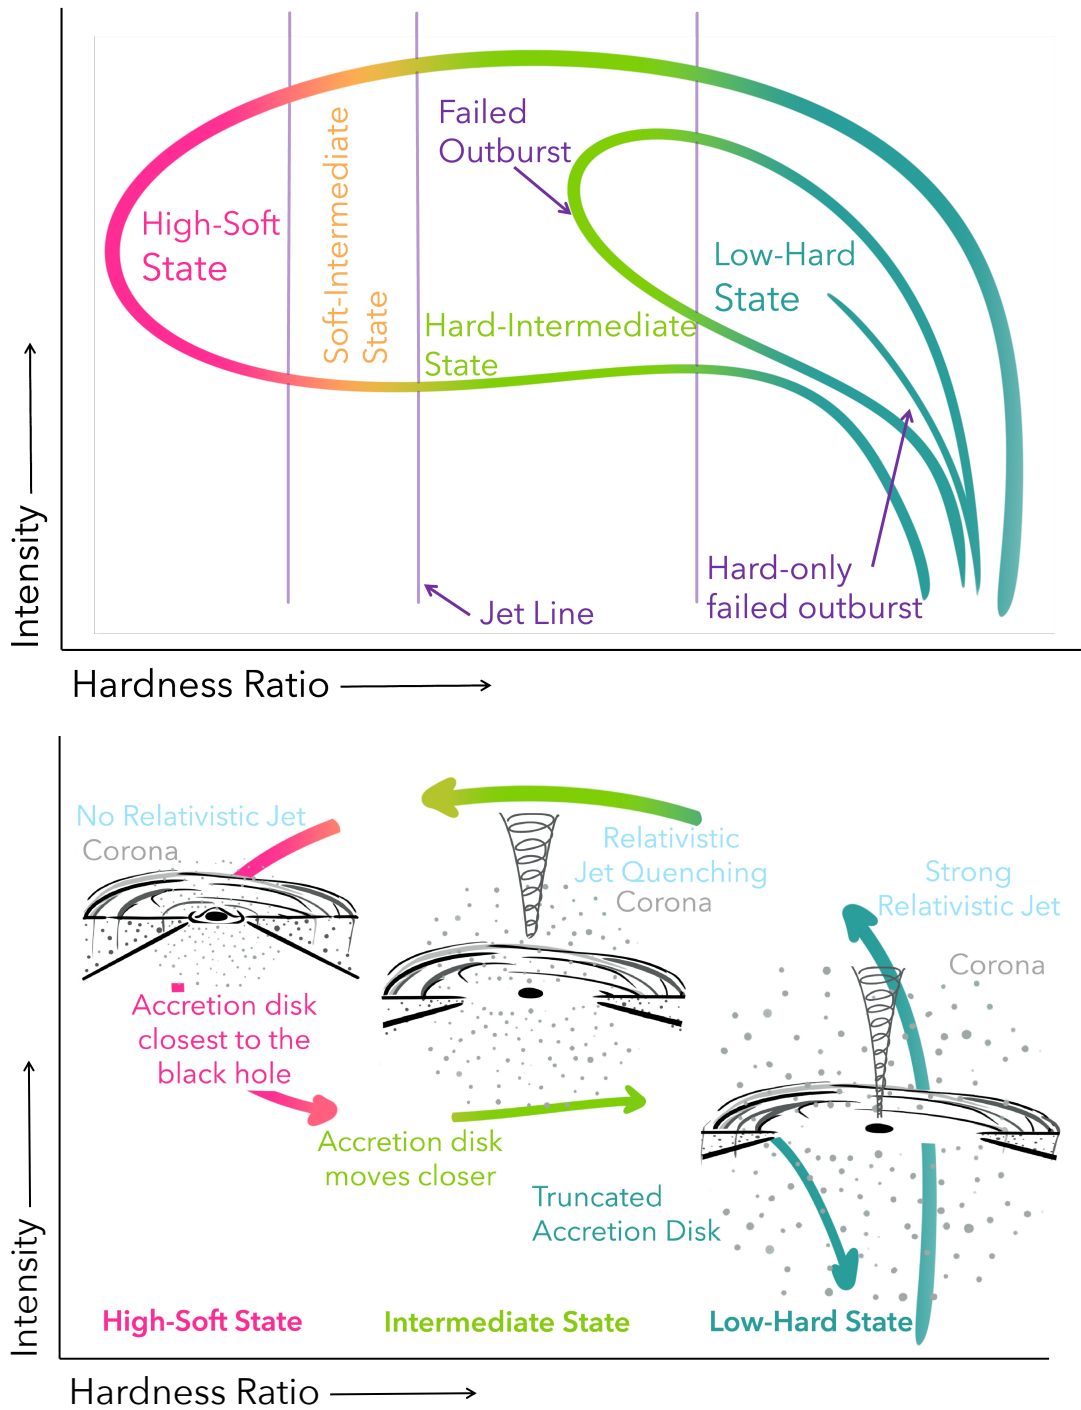 Failed
Outburst
Soft-Intermediate
State
High-Soft
State
Low-Hard
State
Hard-Intermediate
State
Hard-only
failed outburst
Jet Line
Intensity
Hardness Ratio
No Relativistic Jet
Corona
Relativistic
Jet Quenching
Corona
Strong
Relativistic Jet
Corona
Accretion disk
closest to the
black hole
Accretion disk
moves closer
Truncated
Accretion Disk
High-Soft State
Intermediate State
Low-Hard State
Intensity
Hardness Ratio